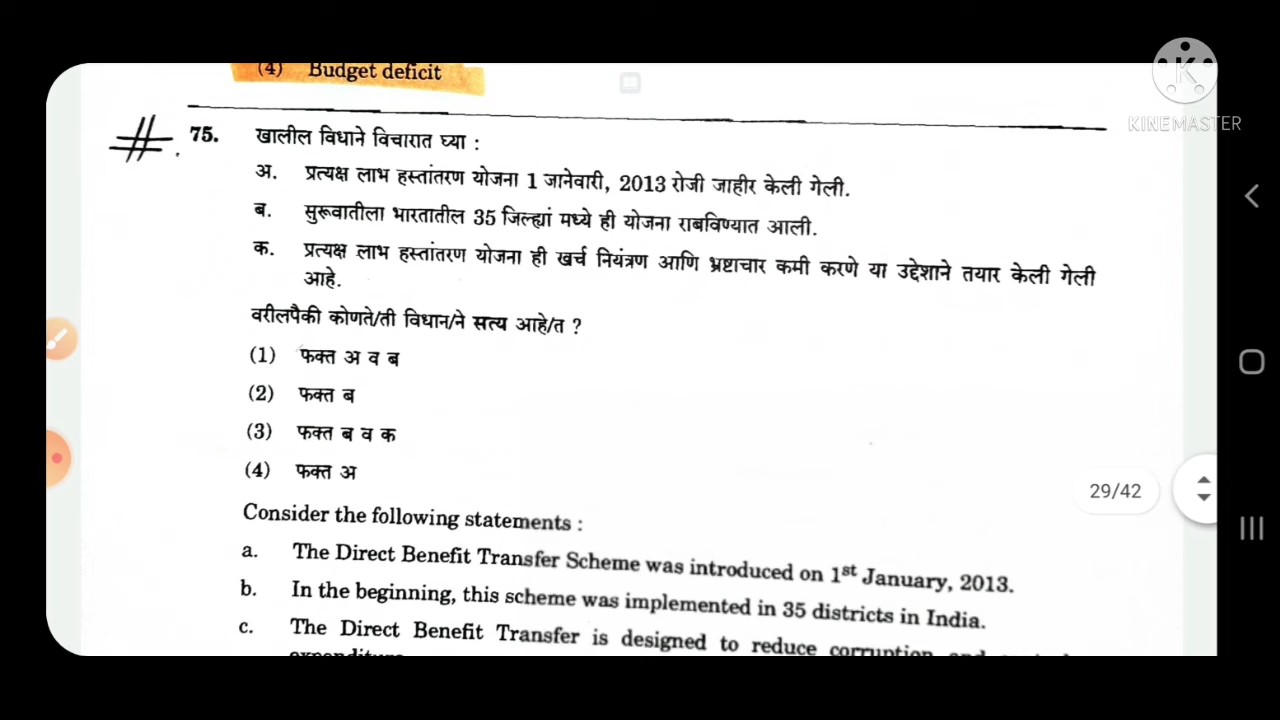 (4) Budget deficit
KINEMASTER
75. खालील विधाने विचारात घ्या :
अ. प्रत्यक्ष लाभ हस्तांतरण योजना 1 जानेवारी, 2013 रोजी जाहीर केली गेली.
ब. सुरूवातीला भारतातील 35 जिल्ह्यां मध्ये ही योजना राबविण्यात आली.
क. प्रत्यक्ष लाभ हस्तांतरण योजना ही खर्च नियंत्रण आणि भ्रष्टाचार कमी करणे या उद्देशाने तयार केली गेली
आहे.
वरीलपैकी कोणते/ती विधान/ने सत्य आहे/त ?
(1) फक्त अ व ब
(2) फक्त ब
(3) फक्त ब व क
(4) फक्त अ
29/42
Consider the following statements :
a. The Direct Benefit Transfer Scheme was introduced on 1st January, 2013.
b. In the beginning, this scheme was implemented in 35 districts in India.
c. The Direct Benefit Transfer is designed to reduce corruption and
expenditure